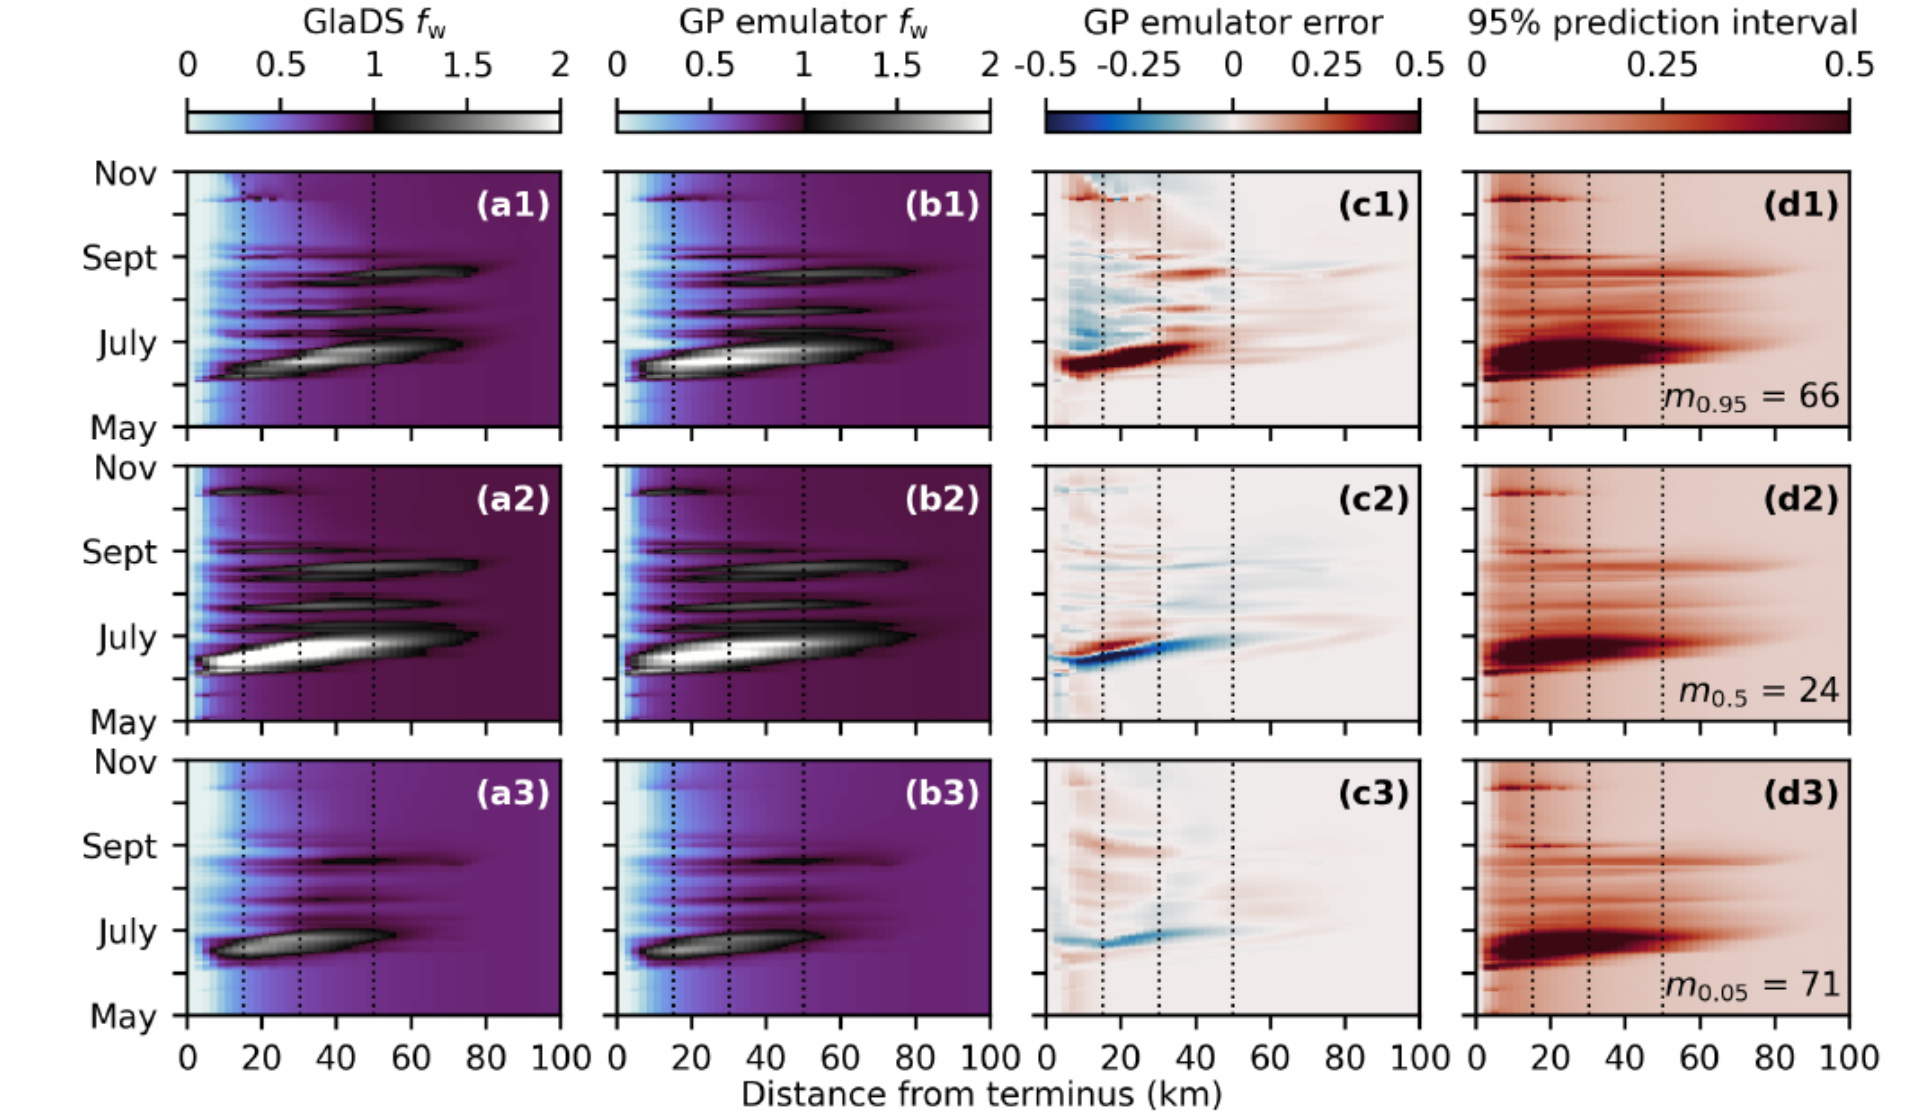 GlaDS f_w GP emulator f_w GP emulator error 95% prediction interval
0 0.5 1 1.5 2 0 0.5 1 1.5 2 -0.5 -0.25 0 0.25 0.5 0 0.25 0.5
Nov (a1) (b1) (c1) (d1)
Sept
July
May m_0.95 = 66
Nov (a2) (b2) (c2) (d2)
Sept
July
May m_0.5 = 24
Nov (a3) (b3) (c3) (d3)
Sept
July
May m_0.05 = 71
0 20 40 60 80 100 0 20 40 60 80 100 0 20 40 60 80 100 0 20 40 60 80 100
Distance from terminus (km)